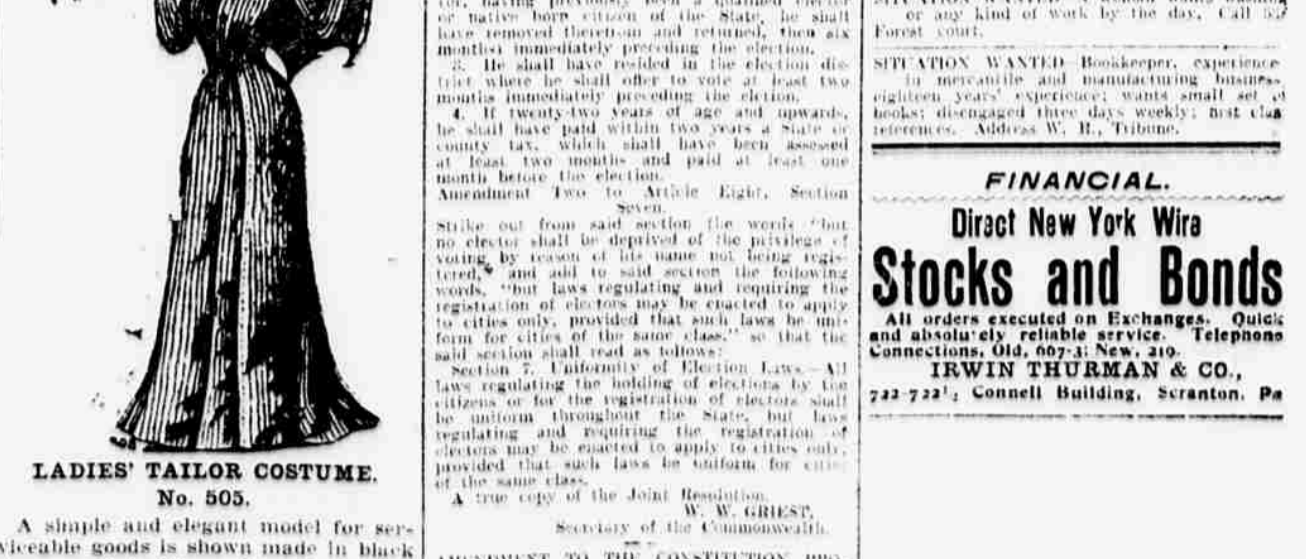 LADIES' TAILOR COSTUME.
No. 505.
A simple and elegant model for ser-
viceable goods is shown made in black
or native born citizen of the State, he shall
have removed therefrom and returned, then six
months) immediately preceding the election.
3. He shall have resided in the election dis-
trict where he shall offer to vote at least two
months immediately preceding the elction.
4. If twenty-two years of age and upwards,
he shall have paid within two years a State or
county tax, which shall have been assessed
at least two months and paid at least one
month before the election.
Amendment Two to Article Eight, Section
Seven.
Strike out from said section the words "but
no elector shall be deprived of the privilege of
voting by reason of his name not being regis-
tered," and add to said section the following
words, "but laws regulating and requiring the
registration of electors may be enacted to apply
to cities only, provided that such laws be uni-
form for cities of the same class," so that the
said section shall read as follows:
Section 7. Uniformity of Election Laws.—All
laws regulating the holding of elections by the
citizens or for the registration of electors shall
be uniform throughout the State, but laws
regulating and requiring the registration of
electors may be enacted to apply to cities only,
provided that such laws be uniform for cities
of the same class.
A true copy of the Joint Resolution.
W. W. GRIEST,
Secretary of the Commonwealth.
AMENDMENT TO THE CONSTITUTION PRO-
or any kind of work by the day. Call
Forest court.
SITUATION WANTED—Bookkeeper, experience
in mercantile and manufacturing business,
eighteen years' experience; wants small set of
books; disengaged three days weekly; first clas
references. Address W. H., Tribune.
FINANCIAL.
Diract New York Wira
Stocks and Bonds
All orders executed on Exchanges. Quick
and absolutely reliable service. Telephone
Connections, Old, 667-3; New, 219.
IRWIN THURMAN & CO.,
722-722½ Connell Building, Scranton, Pa